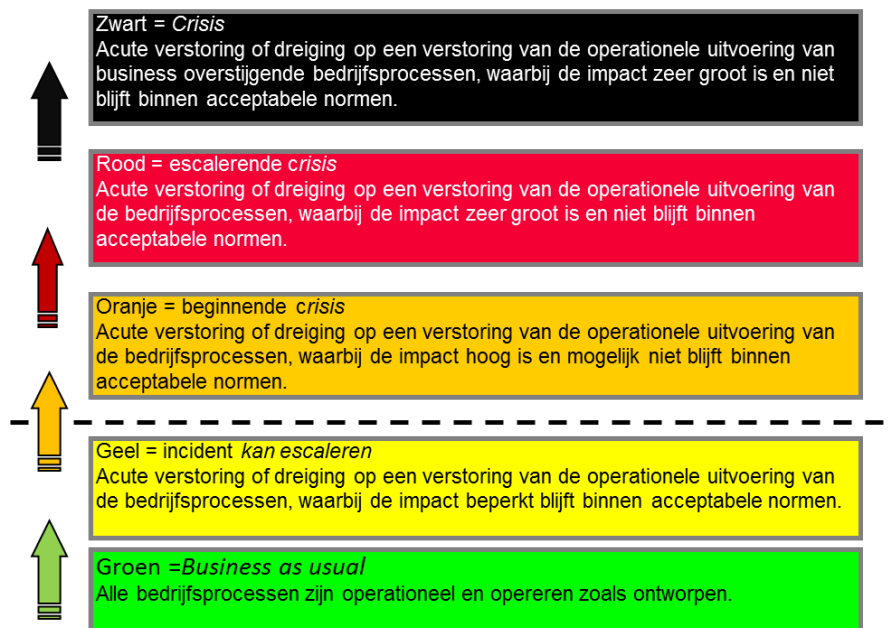 Zwart = Crisis
Acute verstoring of dreiging op een verstoring van de operationele uitvoering van
business overstijgende bedrijfsprocessen, waarbij de impact zeer groot is en niet
blijft binnen acceptabele normen.
Rood = escalerende crisis
Acute verstoring of dreiging op een verstoring van de operationele uitvoering van
de bedrijfsprocessen, waarbij de impact zeer groot is en niet blijft binnen
acceptabele normen.
Oranje = beginnende crisis
Acute verstoring of dreiging op een verstoring van de operationele uitvoering van
de bedrijfsprocessen, waarbij de impact hoog is en mogelijk niet blijft binnen
acceptabele normen.
Geel = incident kan escaleren
Acute verstoring of dreiging op een verstoring van de operationele uitvoering van
de bedrijfsprocessen, waarbij de impact beperkt blijft binnen acceptabele normen.
Groen =Business as usual
Alle bedrijfsprocessen zijn operationeel en opereren zoals ontworpen.